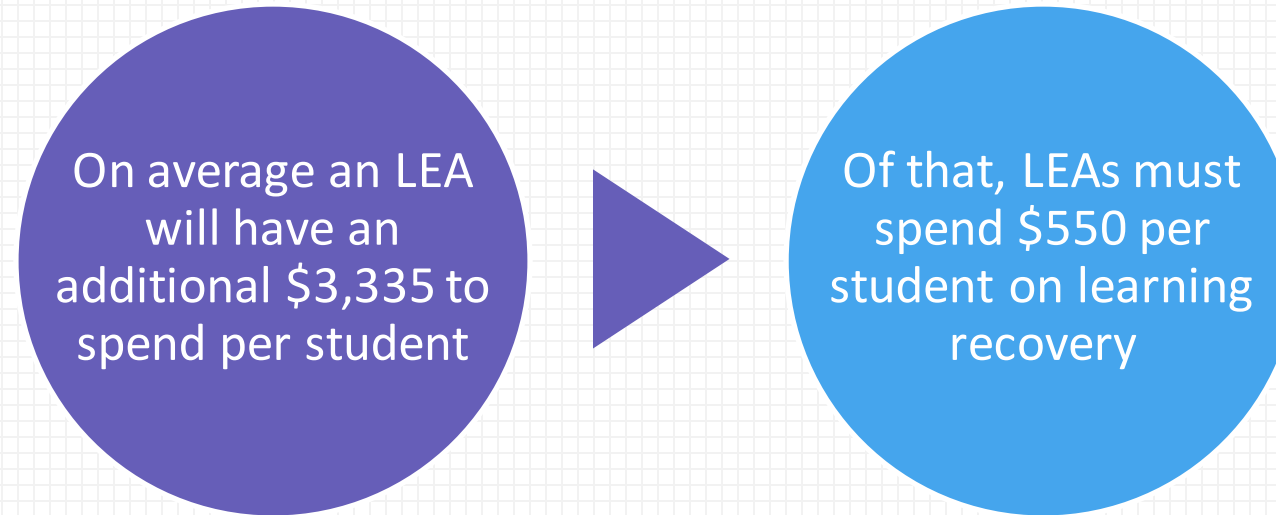 On average an LEA
will have an
additional $3,335 to
spend per student
Of that, LEAs must
spend $550 per
student on learning
recovery